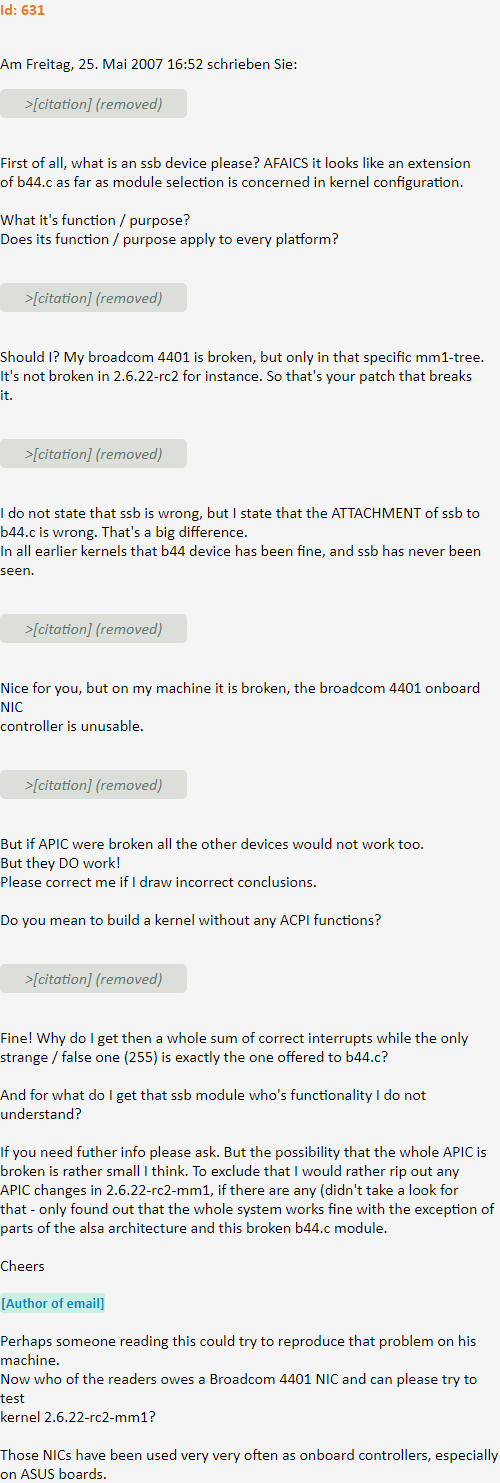 Id: 631
Am Freitag, 25. Mai 2007 16:52 schrieben Sie:
>[citation] (removed)
First of all, what is an ssb device please? AFAICS it looks like an extension
of b44.c as far as module selection is concerned in kernel configuration.
What it's function / purpose?
Does its function / purpose apply to every platform?
>[citation] (removed)
Should I? My broadcom 4401 is broken, but only in that specific mm1-tree.
It's not broken in 2.6.22-rc2 for instance. So that's your patch that breaks
it.
>[citation] (removed)
I do not state that ssb is wrong, but I state that the ATTACHMENT of ssb to
b44.c is wrong. That's a big difference.
In all earlier kernels that b44 device has been fine, and ssb has never been
seen.
>[citation] (removed)
Nice for you, but on my machine it is broken, the broadcom 4401 onboard
NIC
controller is unusable.
>[citation] (removed)
But if APIC were broken all the other devices would not work too.
But they DO work!
Please correct me if I draw incorrect conclusions.
Do you mean to build a kernel without any ACPI functions?
>[citation] (removed)
Fine! Why do I get then a whole sum of correct interrupts while the only
strange / false one (255) is exactly the one offered to b44.c?
And for what do I get that ssb module who's functionality I do not
understand?
If you need futher info please ask. But the possibility that the whole APIC is
broken is rather small I think. To exclude that I would rather rip out any
APIC changes in 2.6.22-rc2-mm1, if there are any (didn't take a look for
that - only found out that the whole system works fine with the exception of
parts of the alsa architecture and this broken b44.c module.
Cheers
[Author of email]
Perhaps someone reading this could try to reproduce that problem on his
machine.
Now who of the readers owes a Broadcom 4401 NIC and can please try to
test
kernel 2.6.22-rc2-mm1?
Those NICs have been used very very often as onboard controllers, especially
on ASUS boards.